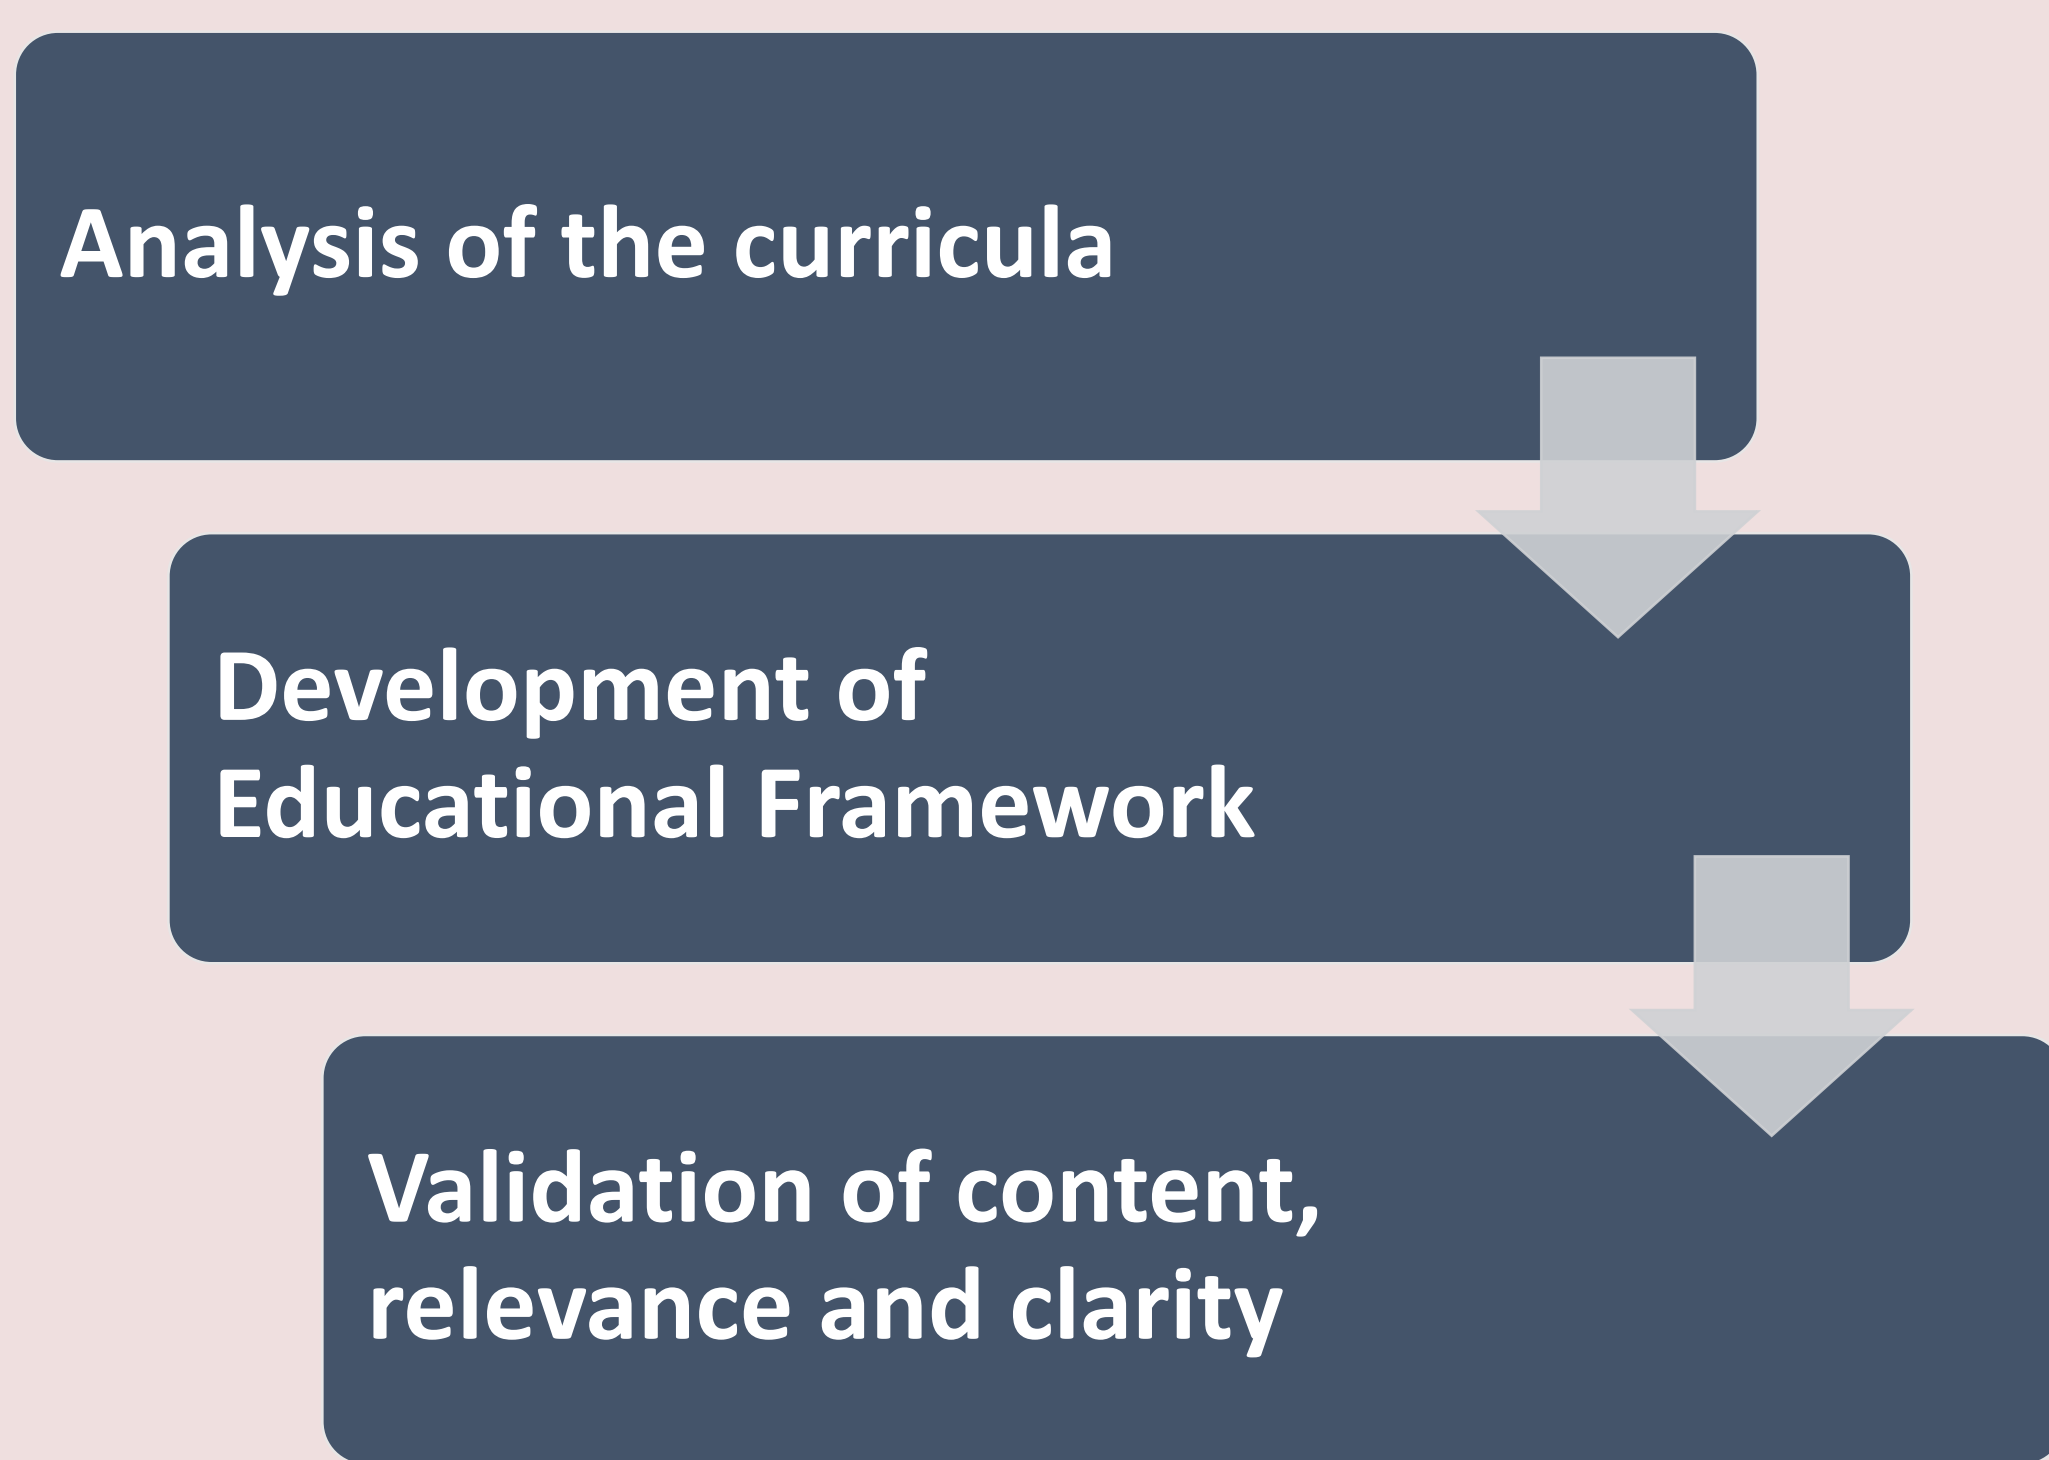 Analysis of the curricula
Development of
Educational Framework
Validation of content,
relevance and clarity